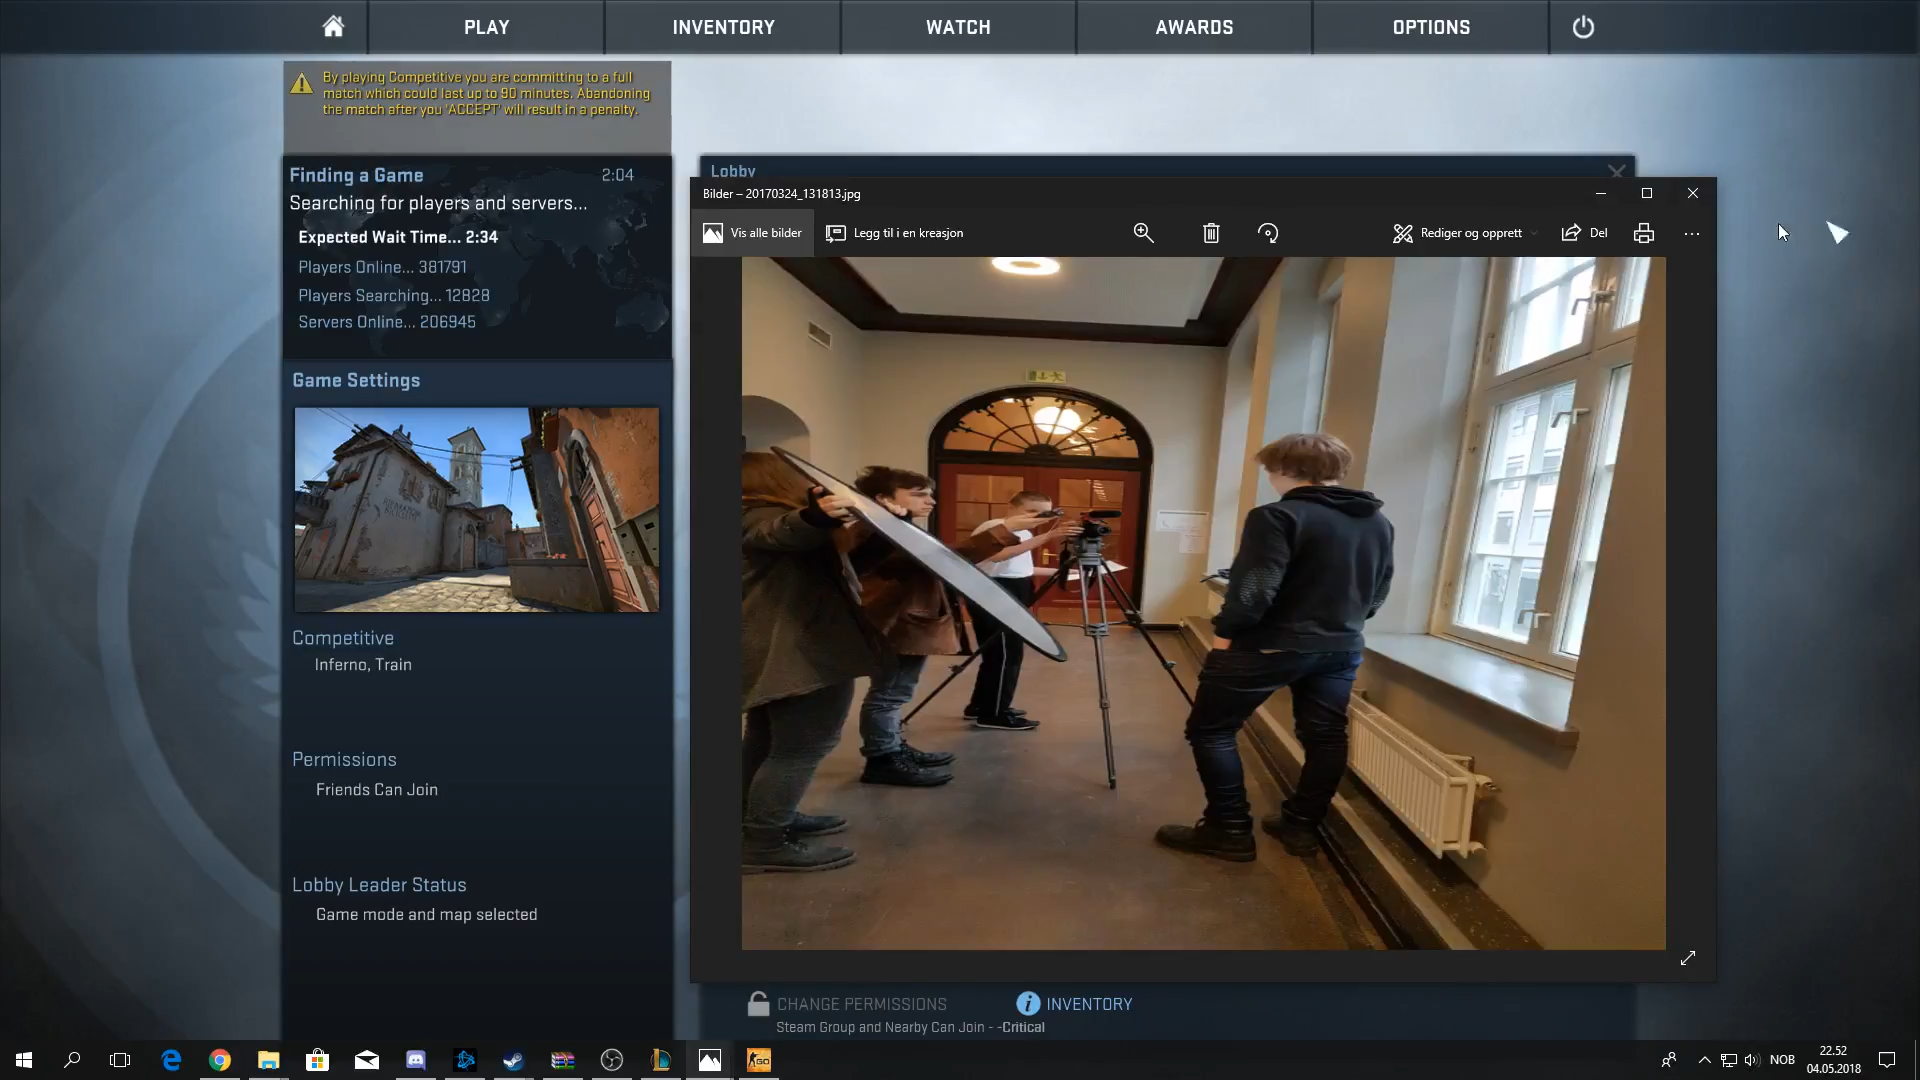 PLAY
INVENTORY
WATCH
AWARDS
OPTIONS
By playing Competitive you are committing to a full
match which could last up to 90 minutes. Abandoning
the match after you 'ACCEPT' will result in a penalty.
Finding a Game 2:04
Searching for players and servers...
Expected Wait Time... 2:34
Players Online... 381791
Players Searching... 12828
Servers Online... 206945
Game Settings
Competitive
Inferno, Train
Permissions
Friends Can Join
Lobby Leader Status
Game mode and map selected
Lobby
Bilder – 20170324_131813.jpg
Vis alle bilder
Legg til i en kreasjon
Rediger og opprett
Del
CHANGE PERMISSIONS
INVENTORY
Steam Group and Nearby Can Join - -Critical
GO
NOB
22.52
04.05.2018